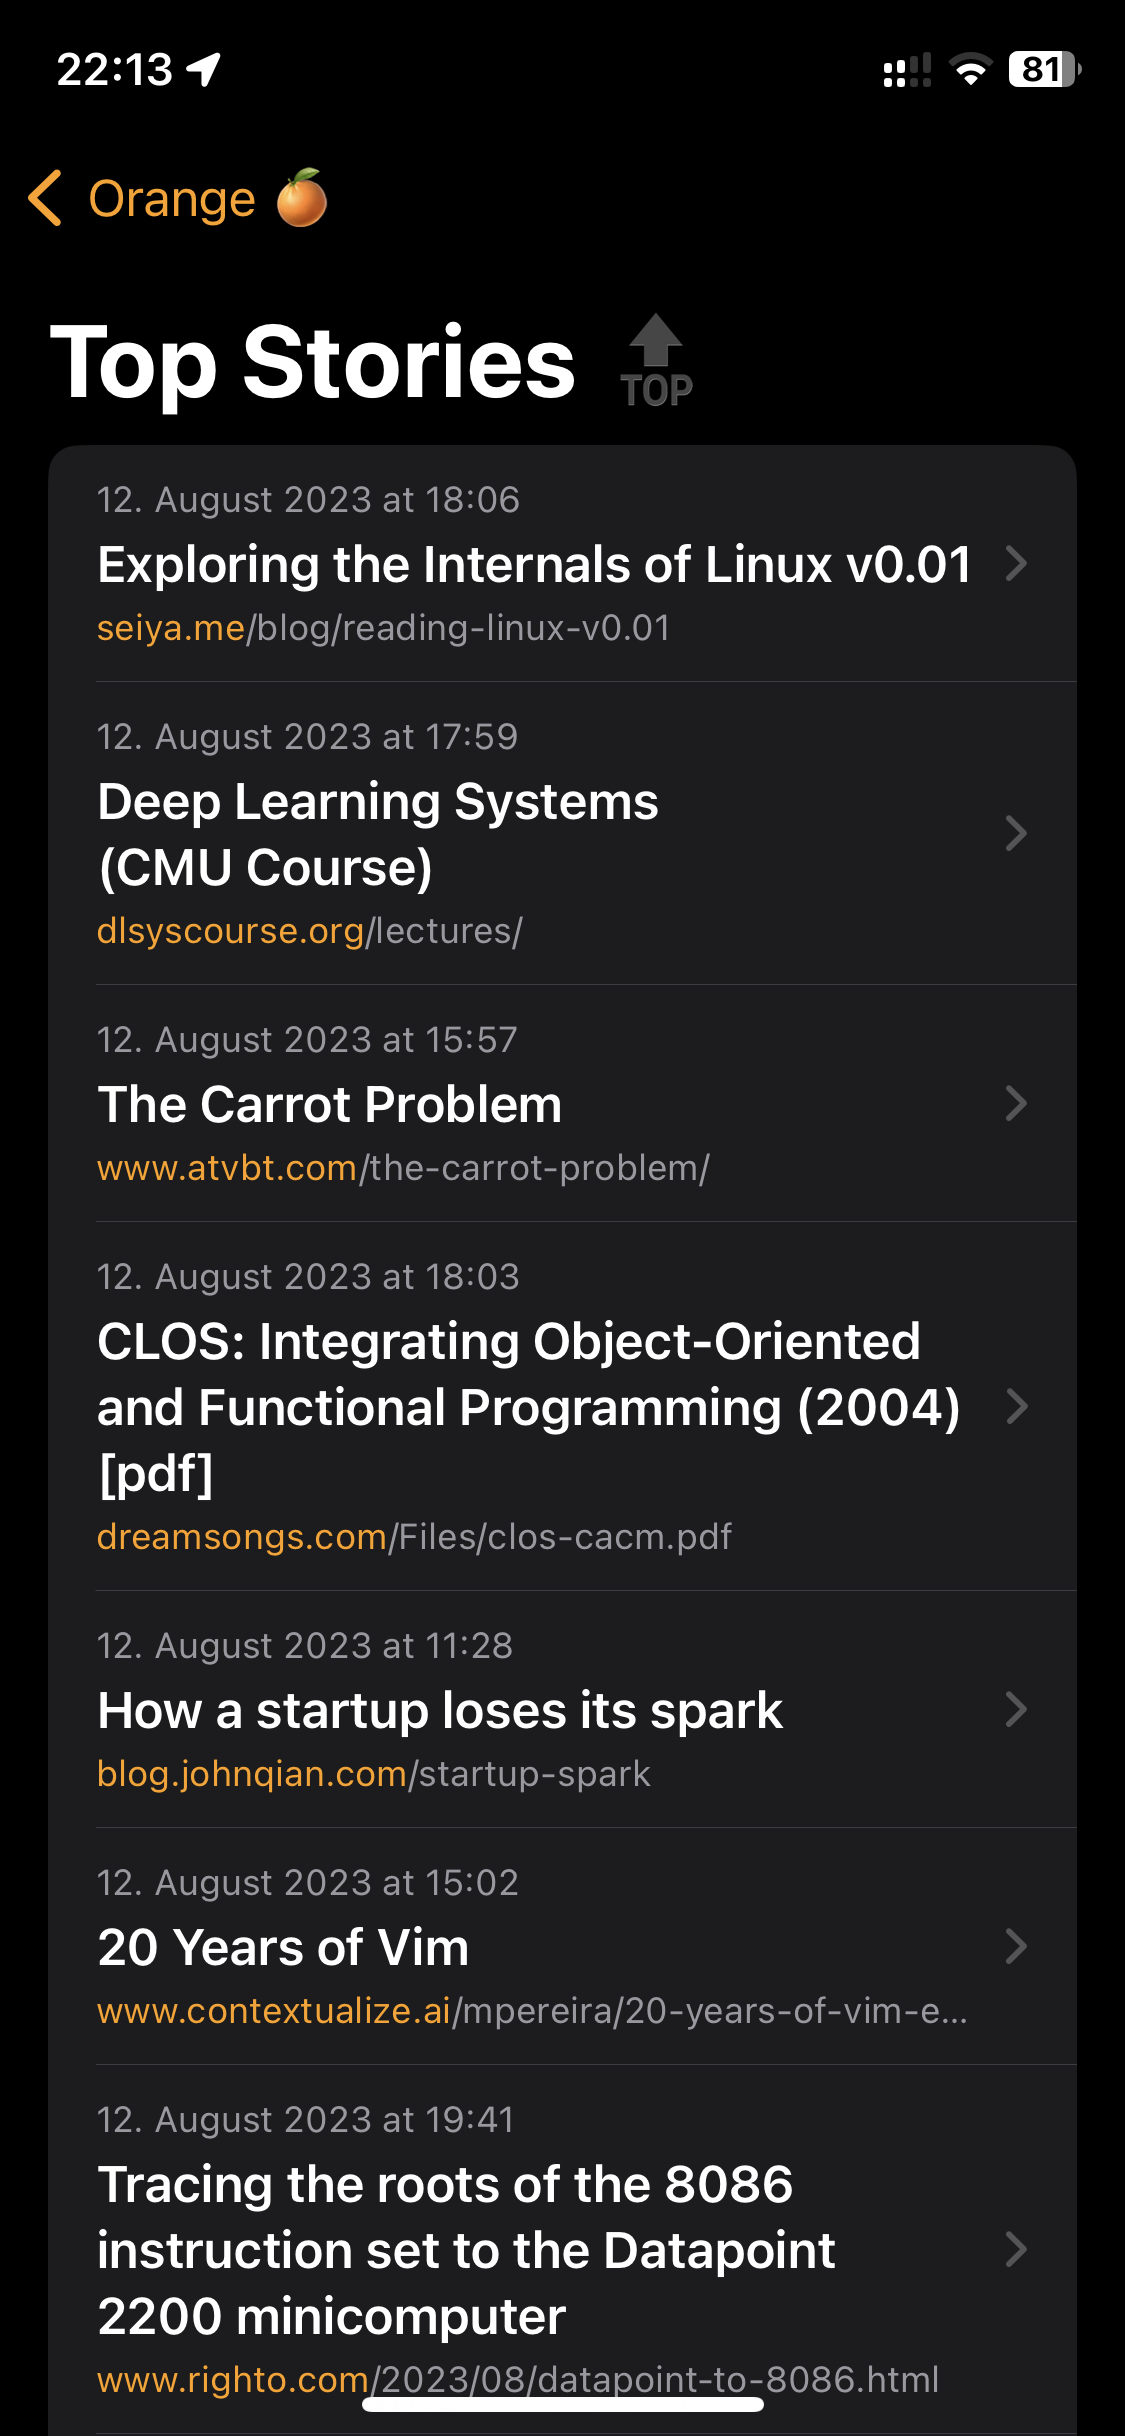 22:13
81
Orange
Top Stories
TOP
12. August 2023 at 18:06
Exploring the Internals of Linux v0.01
seiya.me/blog/reading-linux-v0.01
12. August 2023 at 17:59
Deep Learning Systems
(CMU Course)
dlsyscourse.org/lectures/
12. August 2023 at 15:57
The Carrot Problem
www.atvbt.com/the-carrot-problem/
12. August 2023 at 18:03
CLOS: Integrating Object-Oriented
and Functional Programming (2004)
[pdf]
dreamsongs.com/Files/clos-cacm.pdf
12. August 2023 at 11:28
How a startup loses its spark
blog.johnqian.com/startup-spark
12. August 2023 at 15:02
20 Years of Vim
www.contextualize.ai/mpereira/20-years-of-vim-e...
12. August 2023 at 19:41
Tracing the roots of the 8086
instruction set to the Datapoint
2200 minicomputer
www.righto.com/2023/08/datapoint-to-8086.html